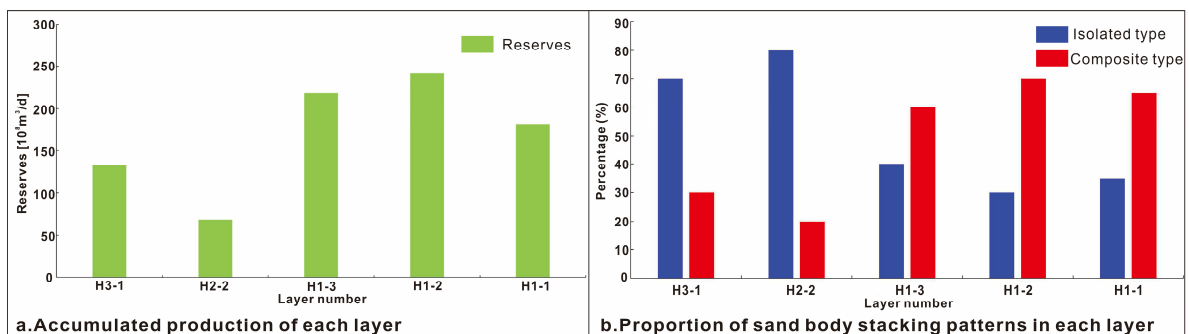 300
250
200
150
100
50
0
Reserves [10⁸m³/d]
Reserves
H3-1 H2-2 H1-3 H1-2 H1-1
Layer number
a.Accumulated production of each layer
90
80
70
60
50
40
30
20
10
0
Percentage (%)
Isolated type
Composite type
H3-1 H2-2 H1-3 H1-2 H1-1
Layer number
b.Proportion of sand body stacking patterns in each layer